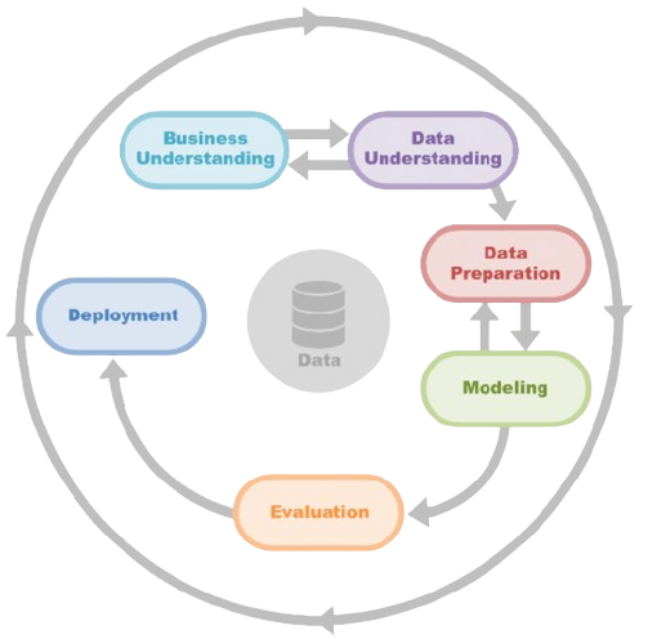 Business
Understanding
Data
Understanding
Data
Preparation
Deployment
Data
Modeling
Evaluation